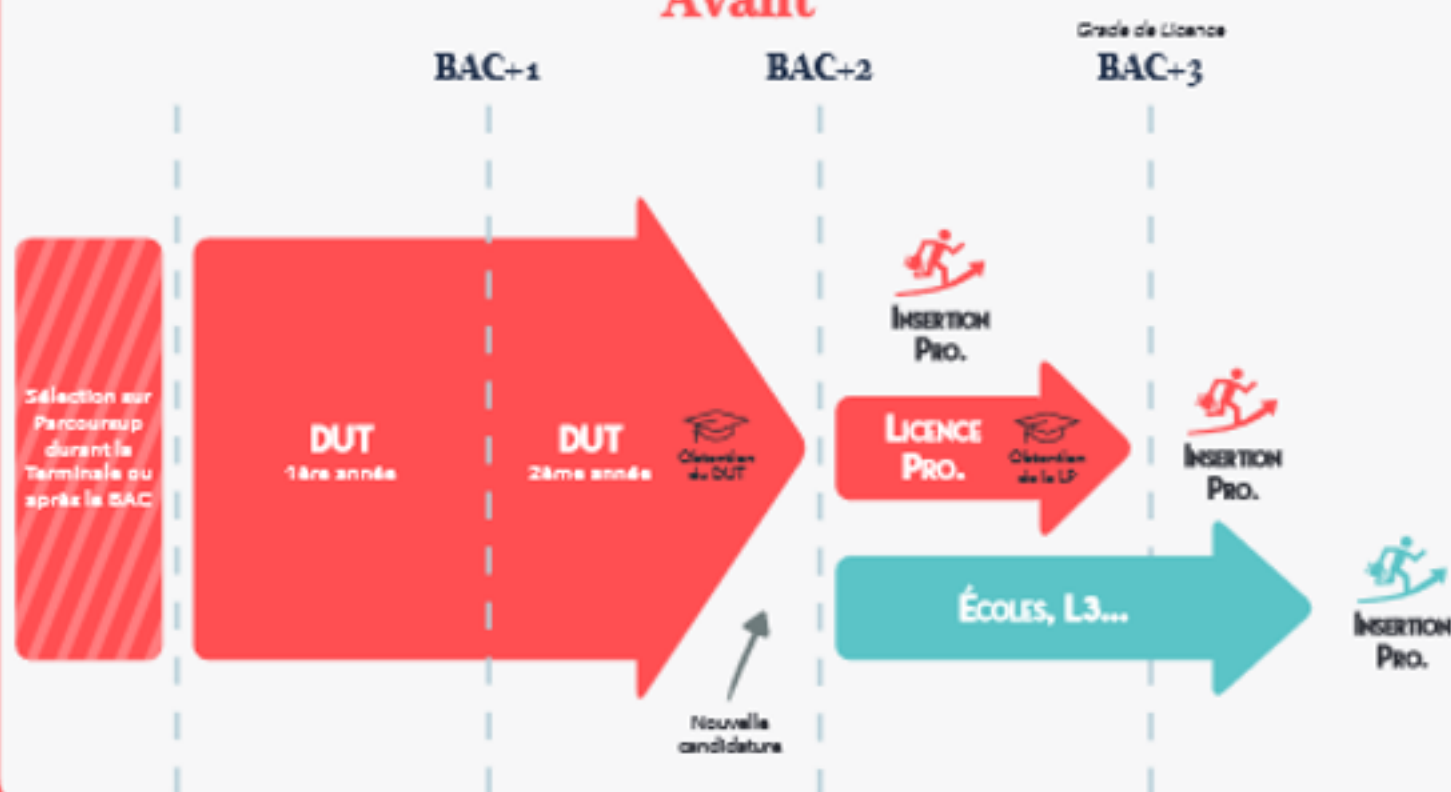 Avant
Grade de Licence
BAC+1
BAC+2
BAC+3
Sélection sur
Parcoursup
durant la
Terminale ou
après le BAC
DUT
1ère année
DUT
2ème année
Obtention
du DUT
Nouvelle
candidature
INSERTION
PRO.
LICENCE
PRO.
Obtention
de la LP
INSERTION
PRO.
ÉCOLES, L3...
INSERTION
PRO.